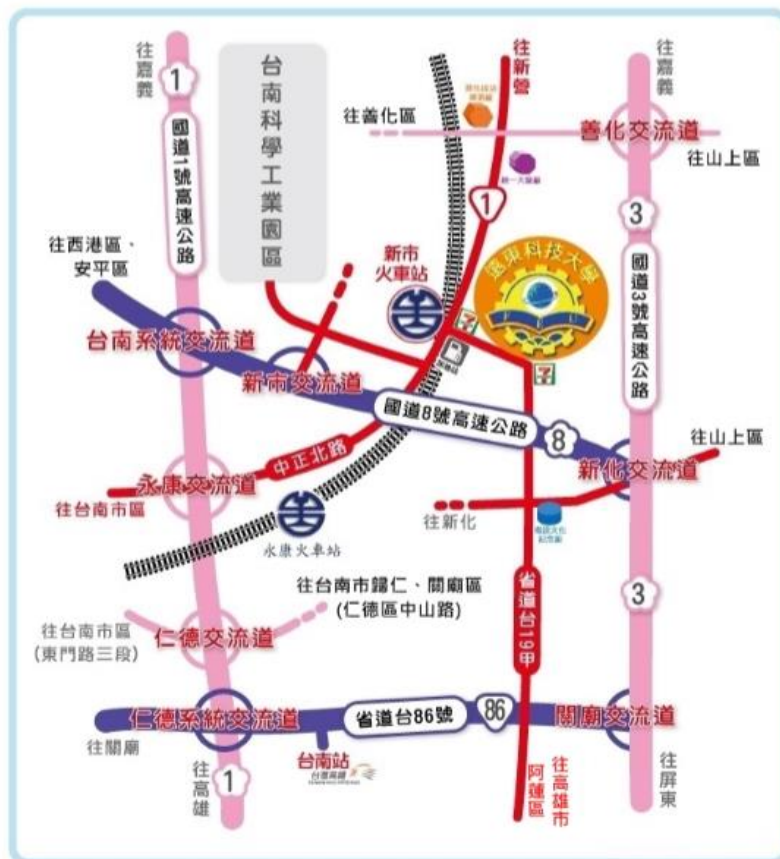 往嘉義
1
國道1號高速公路
台南科學工業園區
往新營
往善化區
1
往嘉義
善化交流道
往山上區
3
國道3號高速公路
往西港區、
安平區
新市
火車站
遠東科技大學
FEU
7
台南系統交流道
新市交流道
加油站
7
國道8號高速公路
8
往山上區
中正北路
新化交流道
永康交流道
往台南市區
永康火車站
往新化
往台南市歸仁、關廟區
(仁德區中山路)
省道台19甲
3
往台南市區
(東門路三段)
仁德交流道
仁德系統交流道
省道台86號
86
關廟交流道
往關廟
台南站
台灣高鐵
往高雄
1
往高雄市
阿蓮區
往屏東